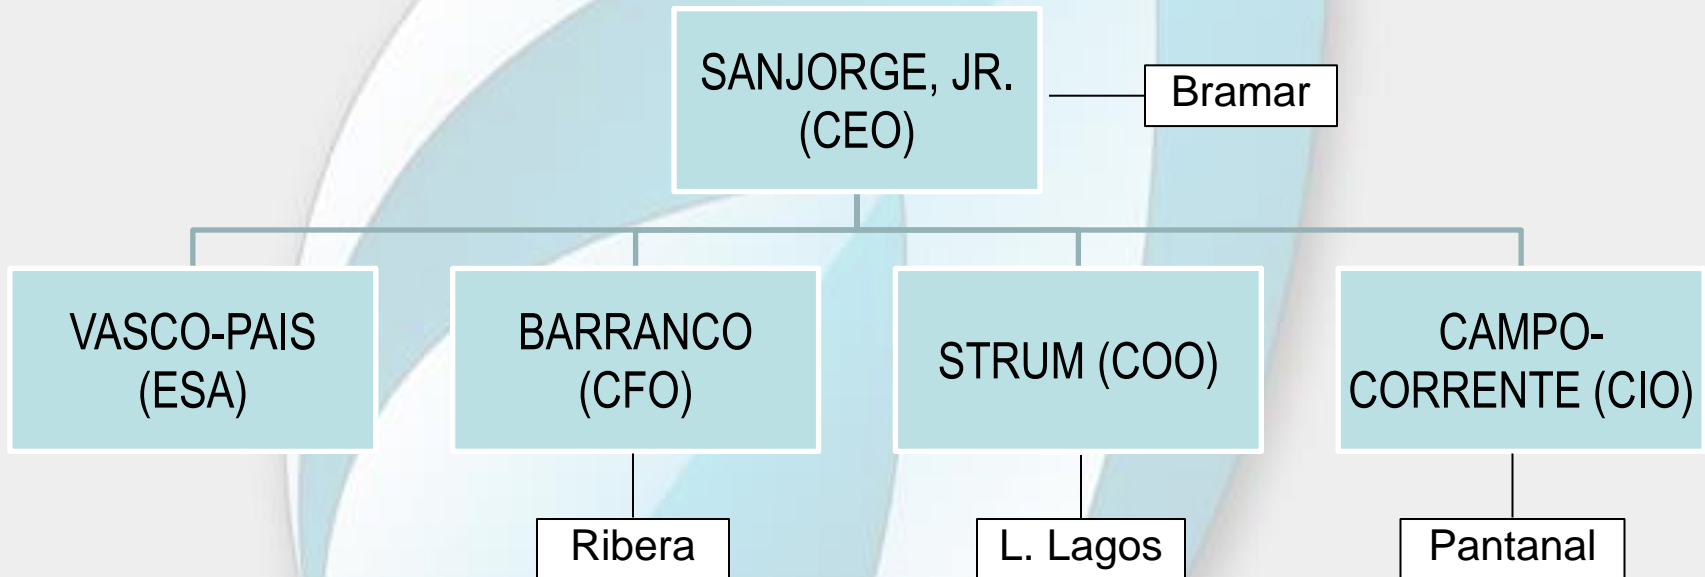 SANJORGE, JR.
(CEO)
Bramar
VASCO-PAIS
(ESA)
BARRANCO
(CFO)
STRUM (COO)
CAMPO-
CORRENTE (CIO)
Ribera
L. Lagos
Pantanal